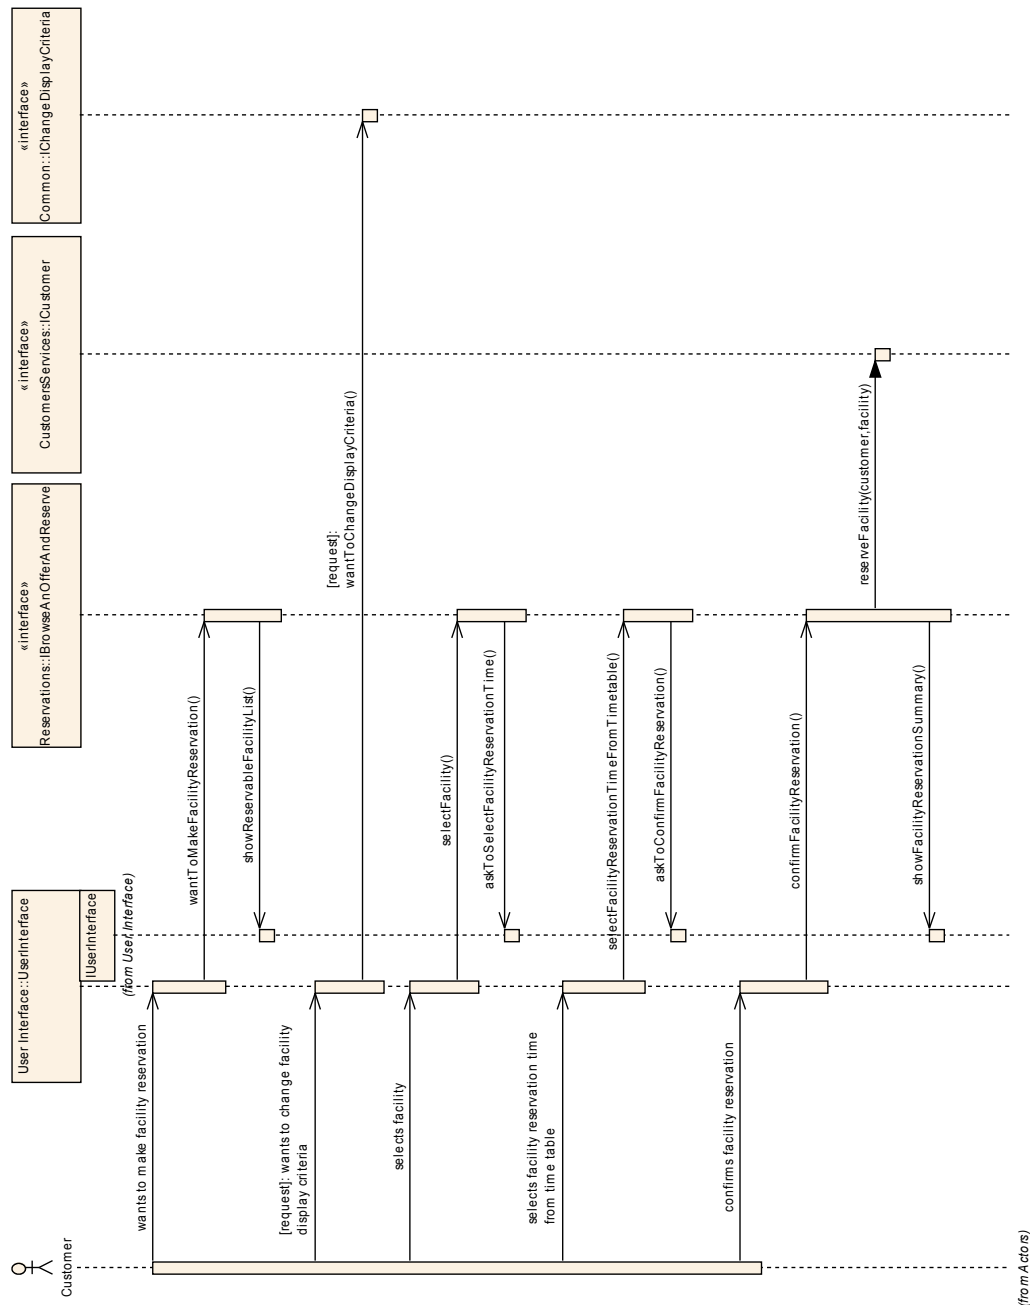 Customer
(from Actors)
User Interface::UserInterface
IUserInterface
(from User Interface)
«interface»
Reservations::IBrowseAnOfferAndReserve
«interface»
CustomersServices::ICustomer
«interface»
Common::IChangeDisplayCriteria
wants to make facility reservation
wantToMakeFacilityReservation()
showReservableFacilityList()
[request]: wants to change facility
display criteria
[request]:
wantToChangeDisplayCriteria()
selects facility
selectFacility()
askToSelectFacilityReservationTime()
selects facility reservation time
from time table
selectFacilityReservationTimeFromTimetable()
askToConfirmFacilityReservation()
confirms facility reservation
confirmFacilityReservation()
reserveFacility(customer,facility)
showFacilityReservationSummary()